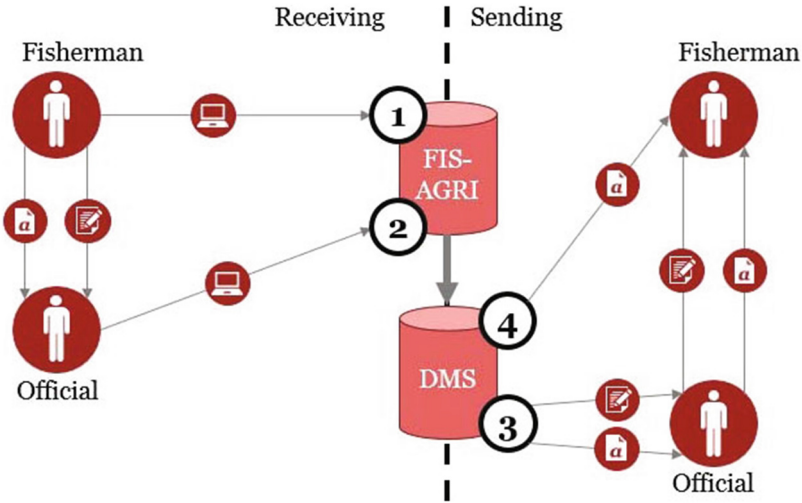 Receiving
Sending
Fisherman
Fisherman
1
FIS-
AGRI
a
a
2
a
4
Official
DMS
3
a
Official